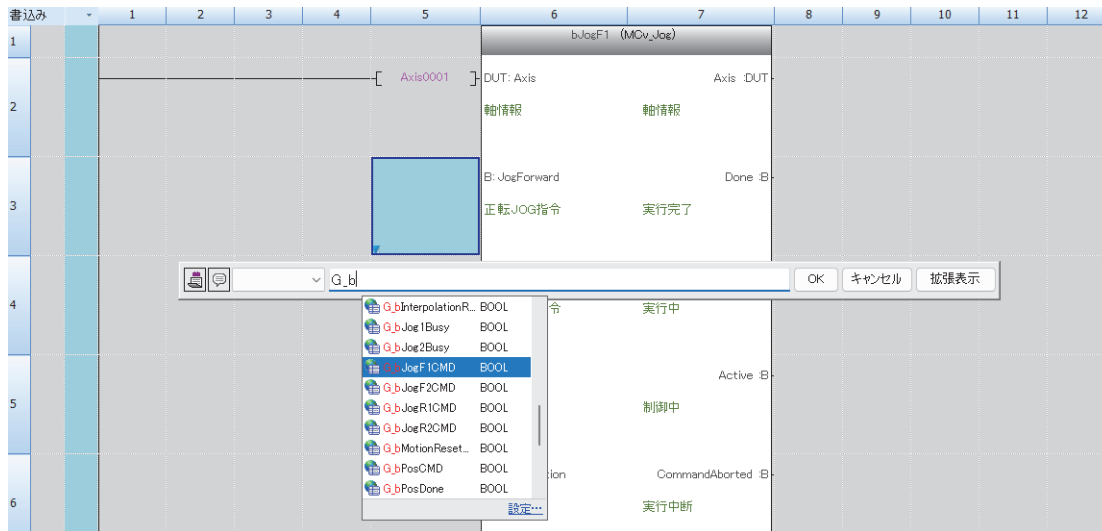 書込み 1 2 3 4 5 6 7 8 9 10 11 12
1
bJogF1 (MCv_Jog)
2
Axis0001
DUT: Axis
Axis :DUT
軸情報
軸情報
3
B: JogForward
Done :B
正転JOG指令
実行完了
G_b
OK
キャンセル
拡張表示
4
令
実行中
G_bInterpolationR... BOOL
G_bJog1Busy BOOL
G_bJog2Busy BOOL
G_bJogF1CMD BOOL
G_bJogF2CMD BOOL
G_bJogR1CMD BOOL
G_bJogR2CMD BOOL
G_bMotionReset... BOOL
G_bPosCMD BOOL
G_bPosDone BOOL
設定…
5
Active :B
制御中
6
tion
CommandAborted :B
実行中断